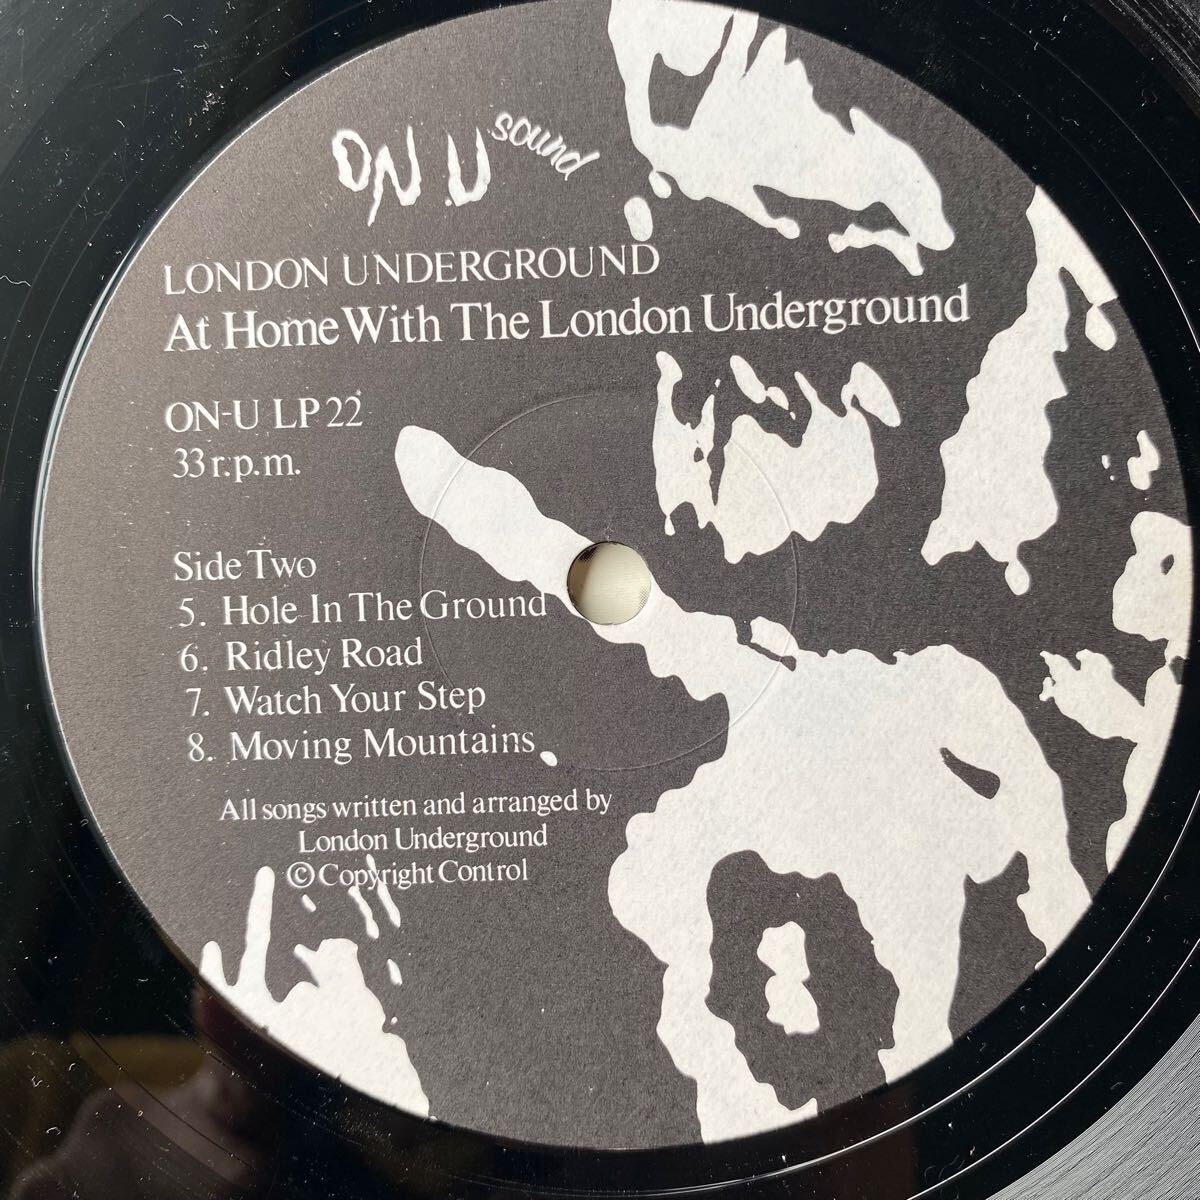 ON.U sound
LONDON UNDERGROUND
At Home With The London Underground
ON-U LP 22
33 r.p.m.
Side Two
5. Hole In The Ground
6. Ridley Road
7. Watch Your Step
8. Moving Mountains
All songs written and arranged by
London Underground
© Copyright Control